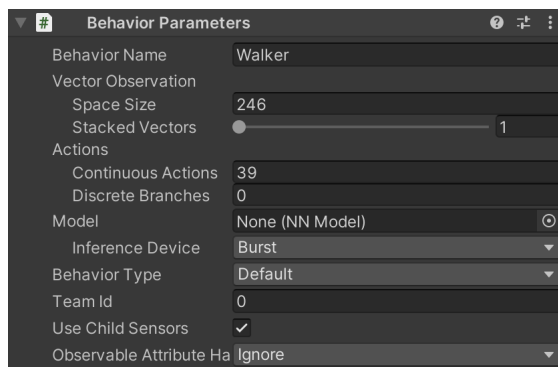 # Behavior Parameters
Behavior Name Walker
Vector Observation
Space Size 246
Stacked Vectors 1
Actions
Continuous Actions 39
Discrete Branches 0
Model None (NN Model)
Inference Device Burst
Behavior Type Default
Team Id 0
Use Child Sensors
Observable Attribute Ha Ignore